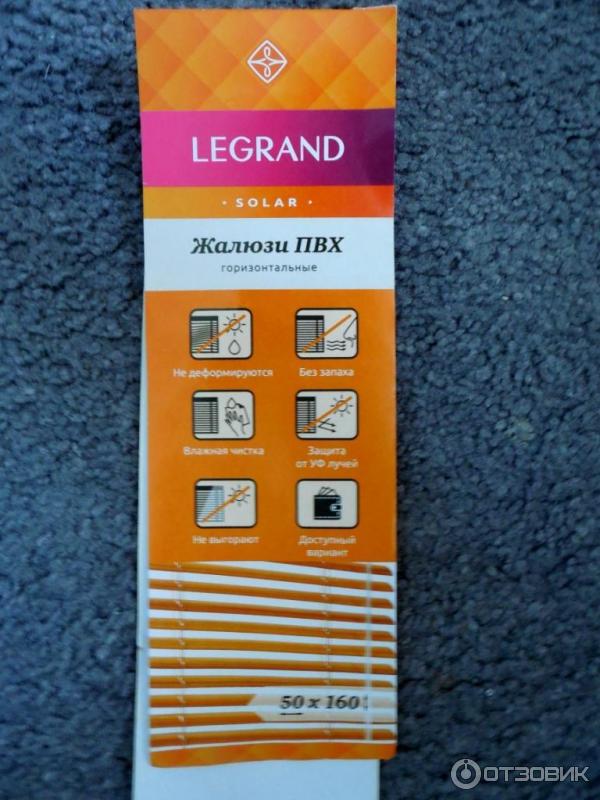 LEGRAND
· SOLAR ·
Жалюзи ПВХ
горизонтальные
Не деформируются
Без запаха
Влажная чистка
Защита
от УФ лучей
Не выгорают
Доступный
вариант
50 х 160
ОТЗОВИК